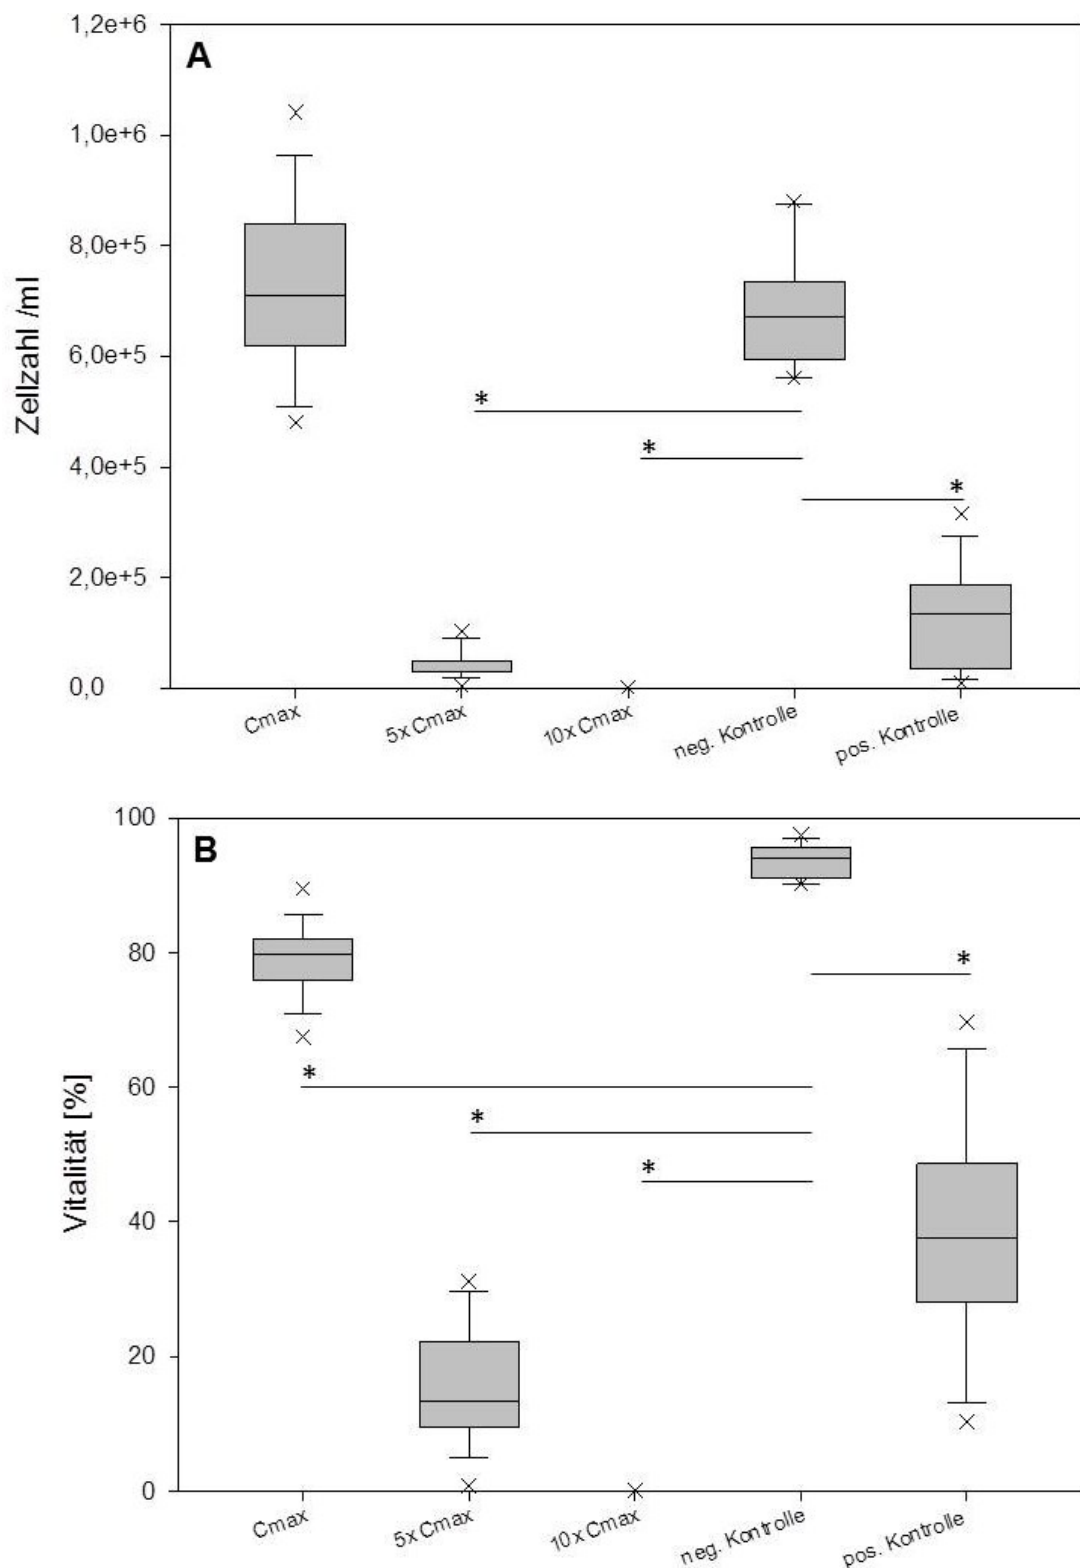 A
1,2e+6
1,0e+6
8,0e+5
6,0e+5
4,0e+5
2,0e+5
0,0
Zellzahl /ml
*
*
*
Cmax
5x Cmax
10x Cmax
neg. Kontrolle
pos. Kontrolle
B
100
80
60
40
20
0
Vitalität [%]
*
*
*
*
Cmax
5x Cmax
10x Cmax
neg. Kontrolle
pos. Kontrolle